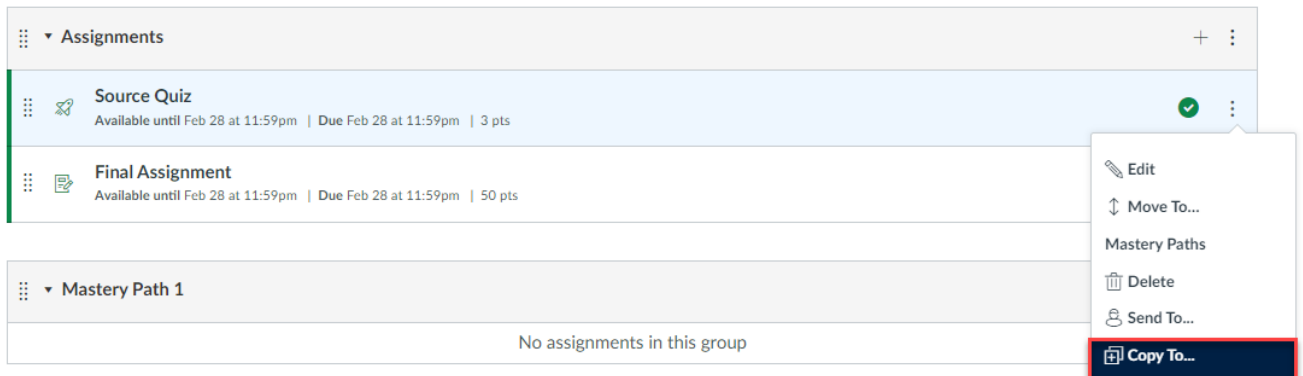 Assignments
Source Quiz
Available until Feb 28 at 11:59pm | Due Feb 28 at 11:59pm | 3 pts
Final Assignment
Available until Feb 28 at 11:59pm | Due Feb 28 at 11:59pm | 50 pts
Edit
Move To...
Mastery Paths
Delete
Send To...
Copy To...
Mastery Path 1
No assignments in this group